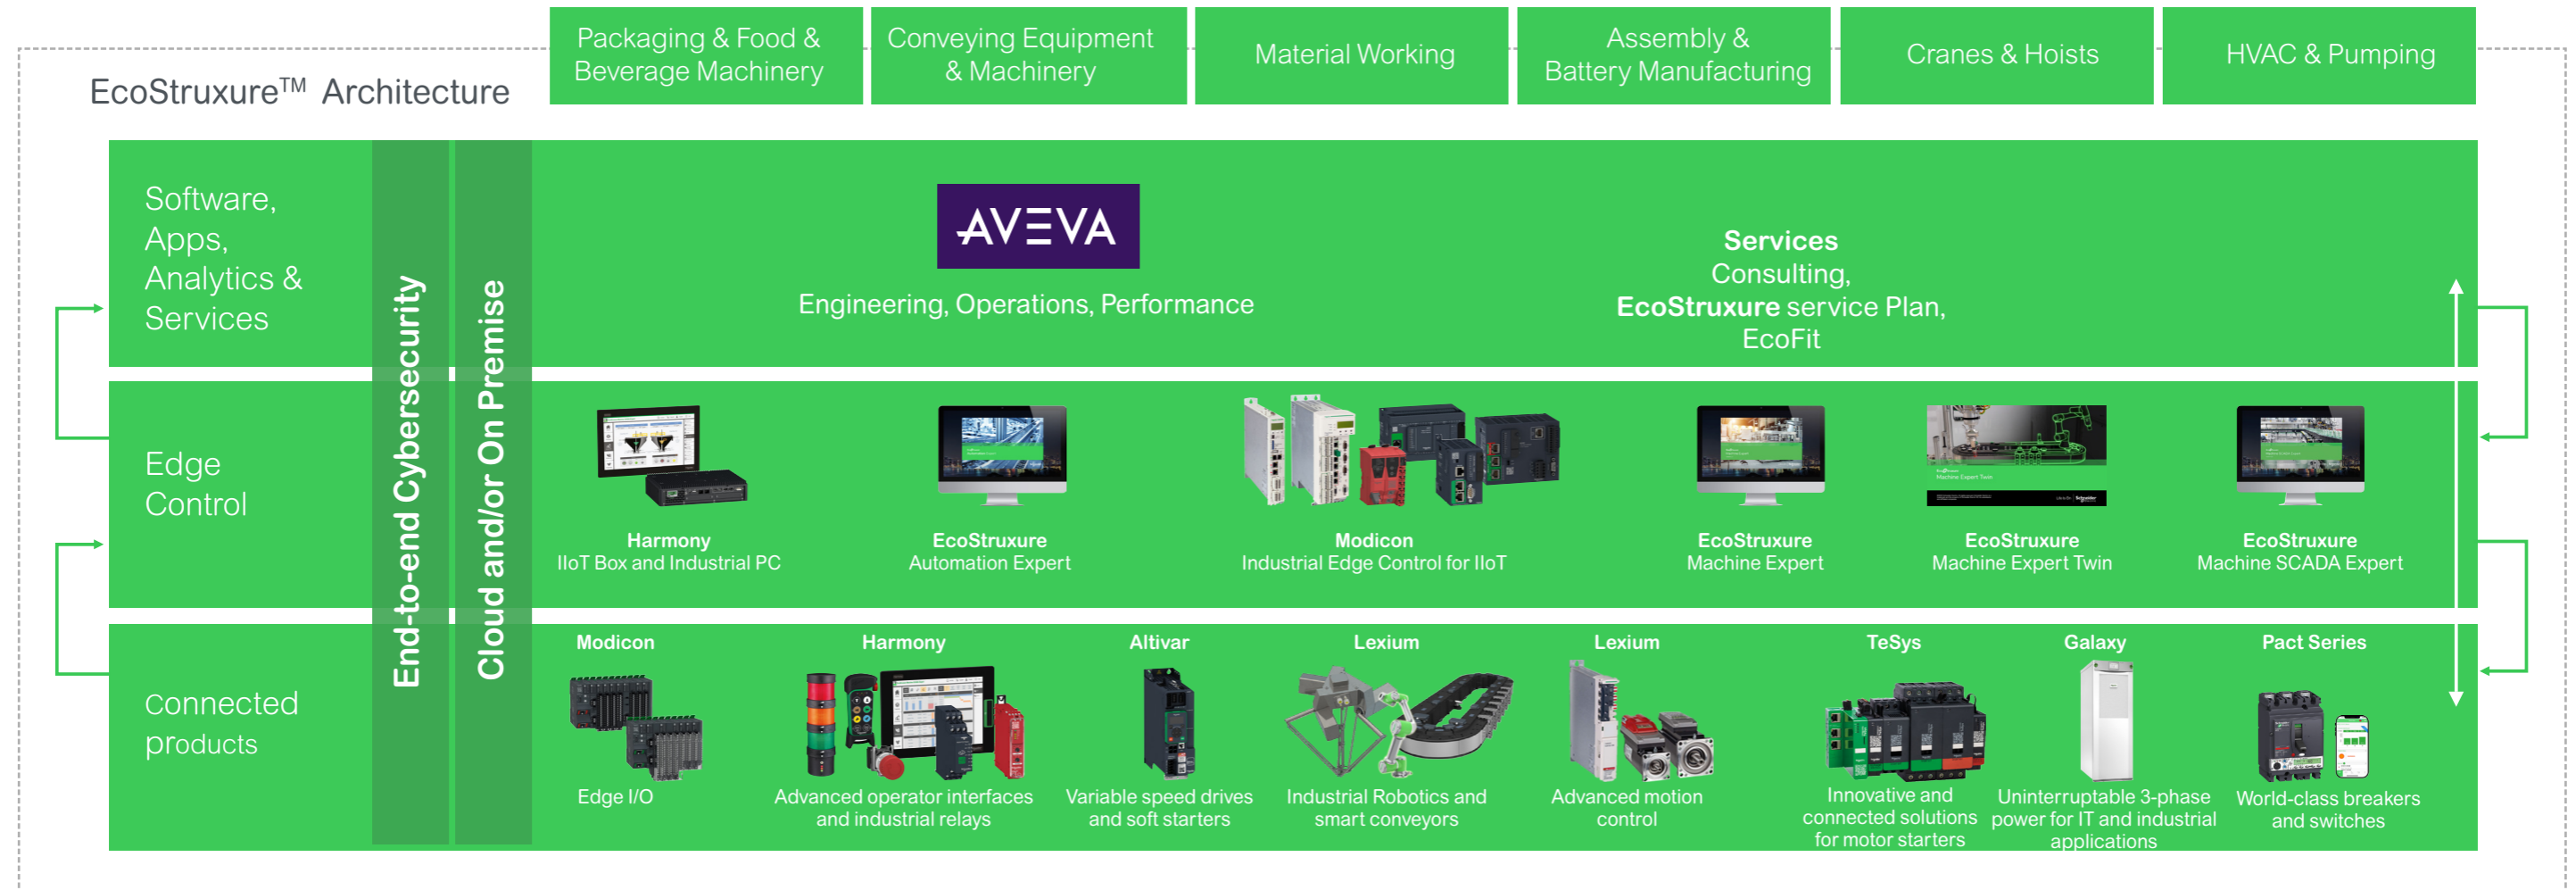 Packaging & Food &
Beverage Machinery
Conveying Equipment
& Machinery
Material Working
Assembly &
Battery Manufacturing
Cranes & Hoists
HVAC & Pumping
EcoStruxure™ Architecture
Software,
Apps,
Analytics &
Services
End-to-end Cybersecurity
Cloud and/or On Premise
AVEVA
Engineering, Operations, Performance
Services
Consulting,
EcoStruxure service Plan,
EcoFit
Edge
Control
Harmony
IIoT Box and Industrial PC
EcoStruxure
Automation Expert
Modicon
Industrial Edge Control for IIoT
EcoStruxure
Machine Expert
Machine Expert Twin
EcoStruxure
Machine Expert Twin
EcoStruxure
Machine SCADA Expert
Connected
products
Modicon
Edge I/O
Harmony
Advanced operator interfaces
and industrial relays
Altivar
Variable speed drives
and soft starters
Lexium
Industrial Robotics and
smart conveyors
Lexium
Advanced motion
control
TeSys
Innovative and
connected solutions
for motor starters
Galaxy
Uninterruptable 3-phase
power for IT and industrial
applications
Pact Series
World-class breakers
and switches